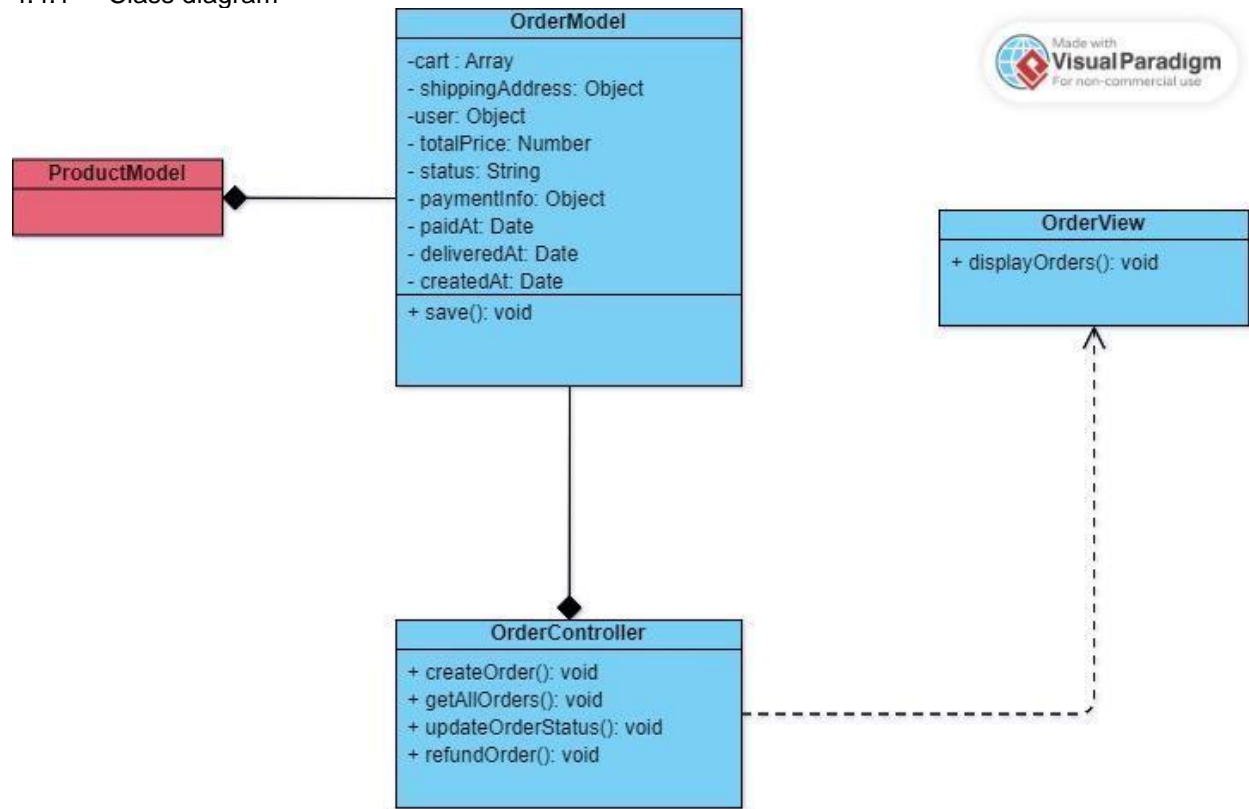 Class diagram
OrderModel
-cart : Array
- shippingAddress: Object
-user: Object
- totalPrice: Number
- status: String
- paymentInfo: Object
- paidAt: Date
- deliveredAt: Date
- createdAt: Date
+ save(): void
Made with
Visual Paradigm
For non-commercial use
ProductModel
OrderView
+ displayOrders(): void
OrderController
+ createOrder(): void
+ getAllOrders(): void
+ updateOrderStatus(): void
+ refundOrder(): void